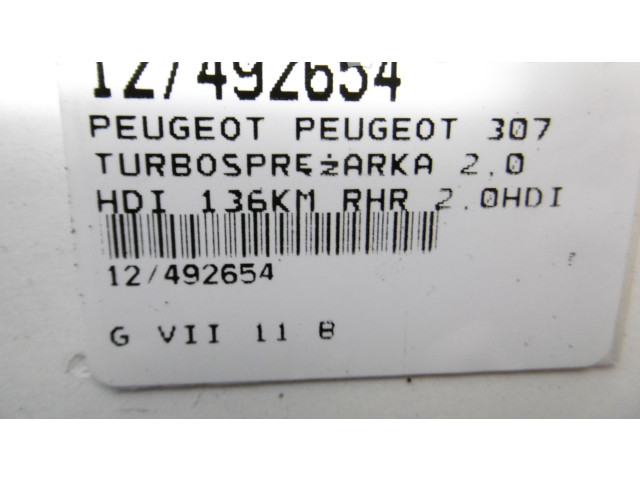 12/492654
PEUGEOT PEUGEOT 307
TURBOSPRĘŻARKA 2.0
HDI 136KM RHR 2.0HDI
12/492654
G VII 11 B